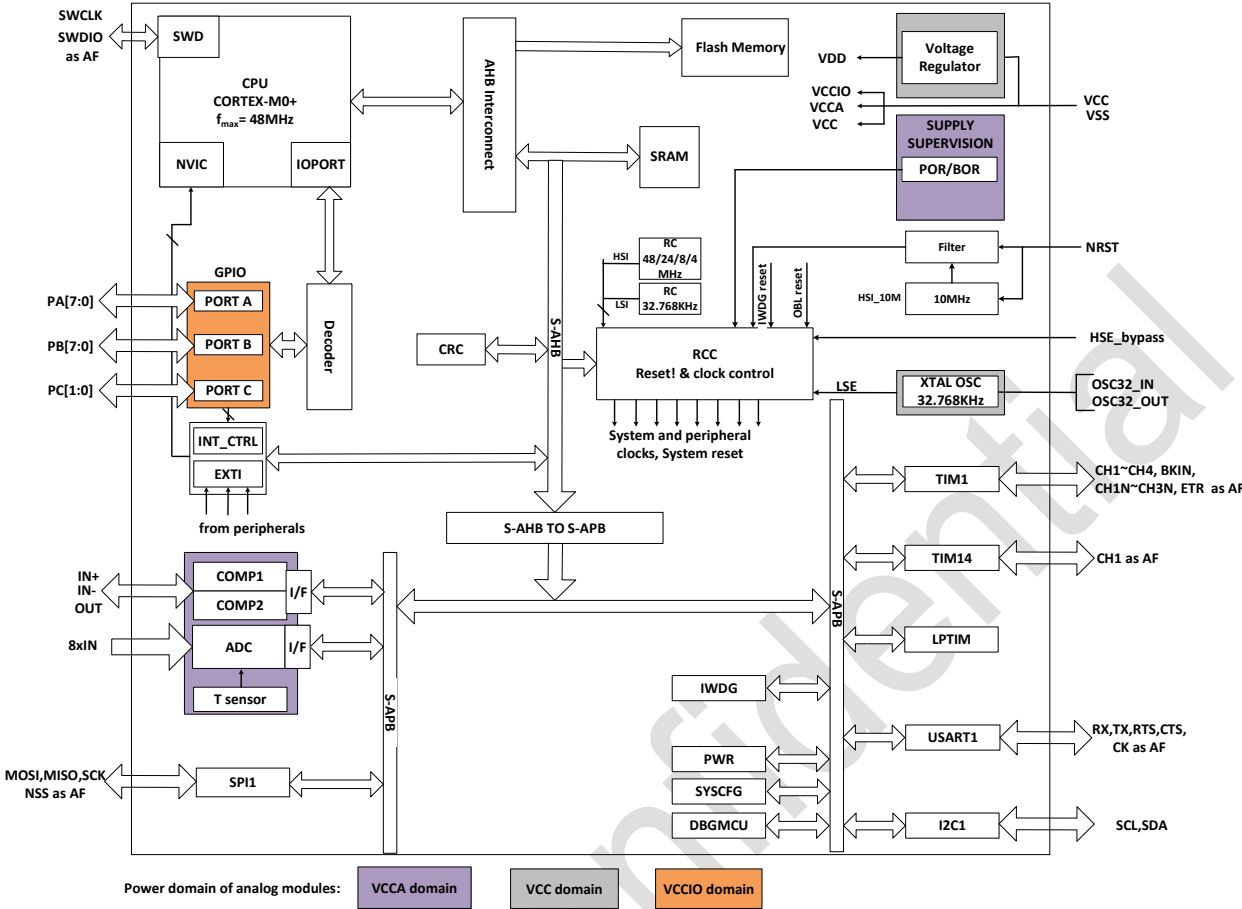 SWCLK
SWDIO
as AF
SWD
CPU
CORTEX-M0+
fmax= 48MHz
NVIC
IOPORT
AHB Interconnect
Flash Memory
SRAM
Voltage
Regulator
VDD
VCCIO
VCCA
VCC
VCC
VSS
SUPPLY
SUPERVISION
POR/BOR
Filter
NRST
HSI_10M
10MHz
HSI
RC
48/24/8/4
MHz
LSI
RC
32.768KHz
IWDG reset
OBL reset
GPIO
PA[7:0]
PORT A
PB[7:0]
PORT B
PC[1:0]
PORT C
Decoder
CRC
S-AHB
RCC
Reset! & clock control
HSE_bypass
LSE
XTAL OSC
32.768KHz
OSC32_IN
OSC32_OUT
System and peripheral
clocks, System reset
INT_CTRL
EXTI
from peripherals
S-AHB TO S-APB
TIM1
CH1~CH4, BKIN,
CH1N~CH3N, ETR as AF
TIM14
CH1 as AF
IN+
IN-
OUT
COMP1
COMP2
I/F
8xIN
ADC
I/F
T sensor
S-APB
S-APB
LPTIM
IWDG
USART1
RX,TX,RTS,CTS,
CK as AF
PWR
SYSCFG
DBGMCU
MOSI,MISO,SCK
NSS as AF
SPI1
I2C1
SCL,SDA
Power domain of analog modules:
VCCA domain
VCC domain
VCCIO domain
nfidential